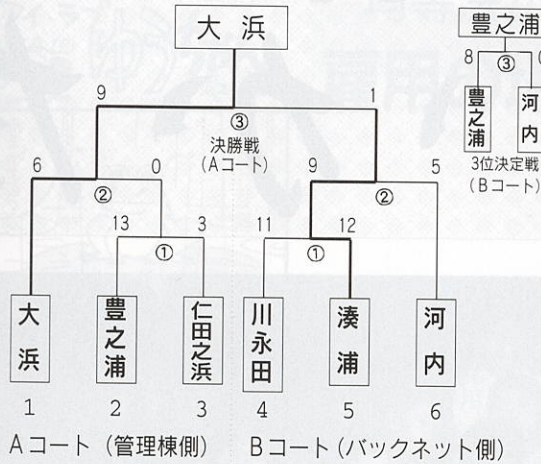 大浜
9 1
③
決勝戦
(Aコート)
6 0 9 5
② ②
13 3 11 12
① ①
大浜 豊之浦 仁田之浜 川永田 湊浦 河内
1 2 3 4 5 6
Aコート(管理棟側) Bコート(バックネット側)
豊之浦
8 0
③
豊之浦 河内
3位決定戦
(Bコート)